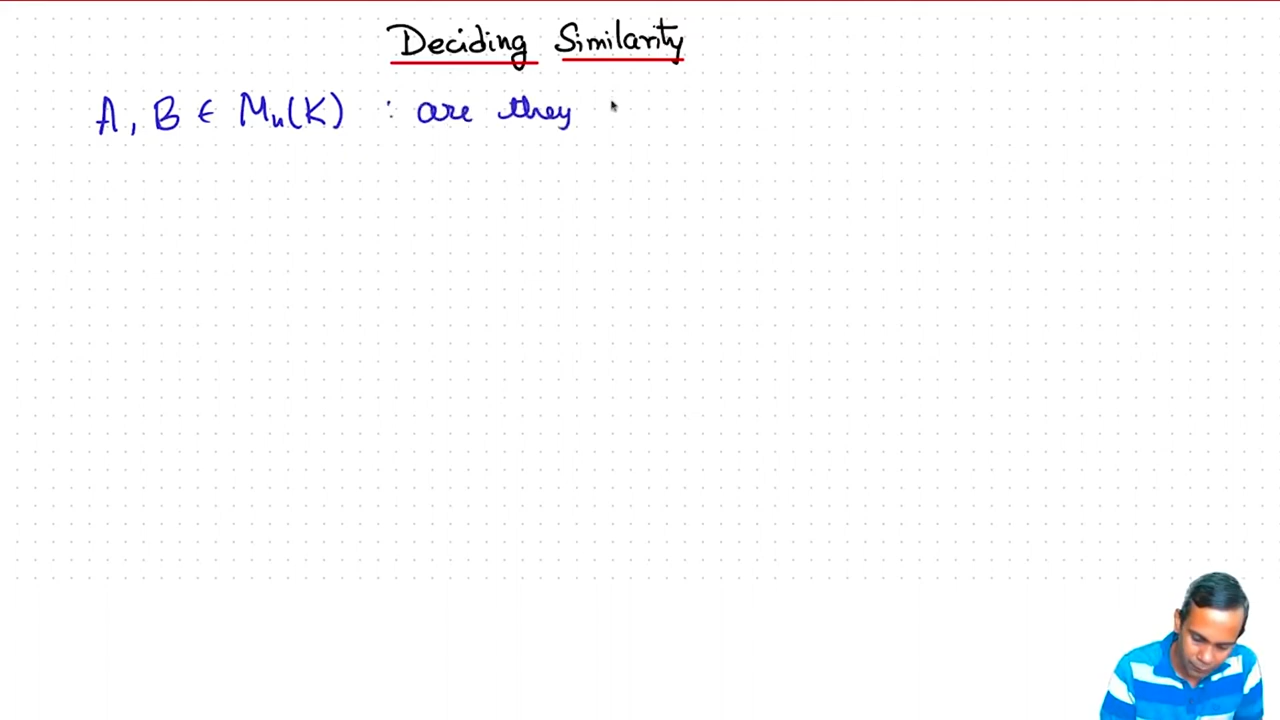 Deciding Similarity
A, B ∈ Mn(K) : are they